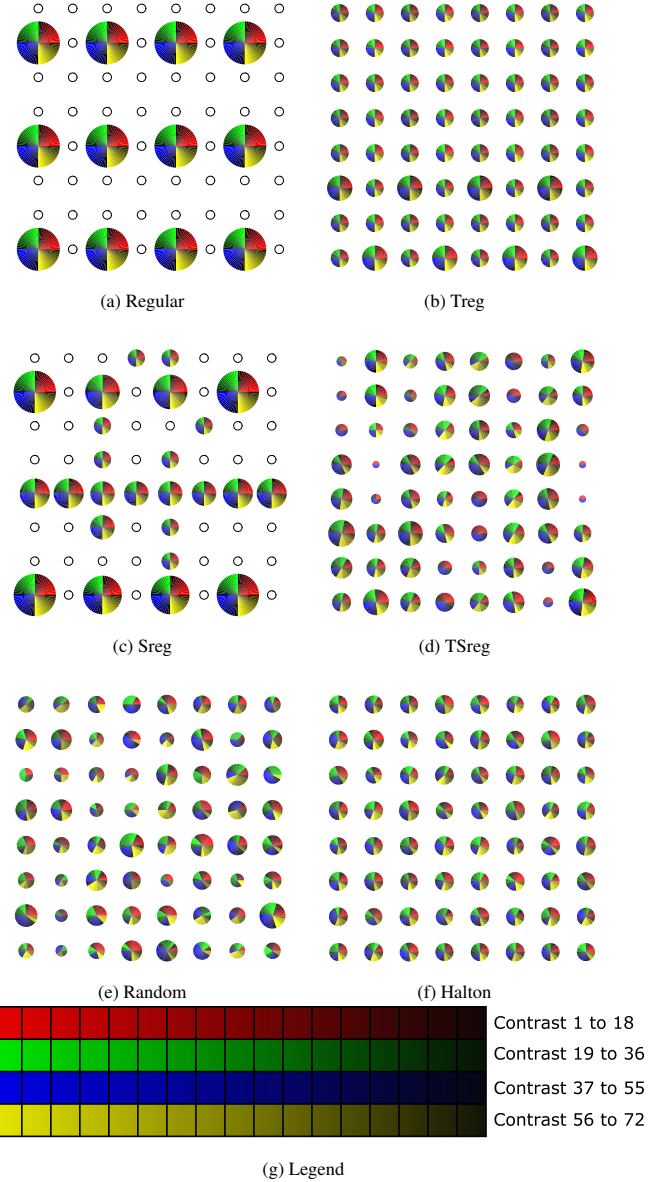 (a) Regular
(b) Treg
(c) Sreg
(d) TSreg
(e) Random
(f) Halton
Contrast 1 to 18
Contrast 19 to 36
Contrast 37 to 55
Contrast 56 to 72
(g) Legend